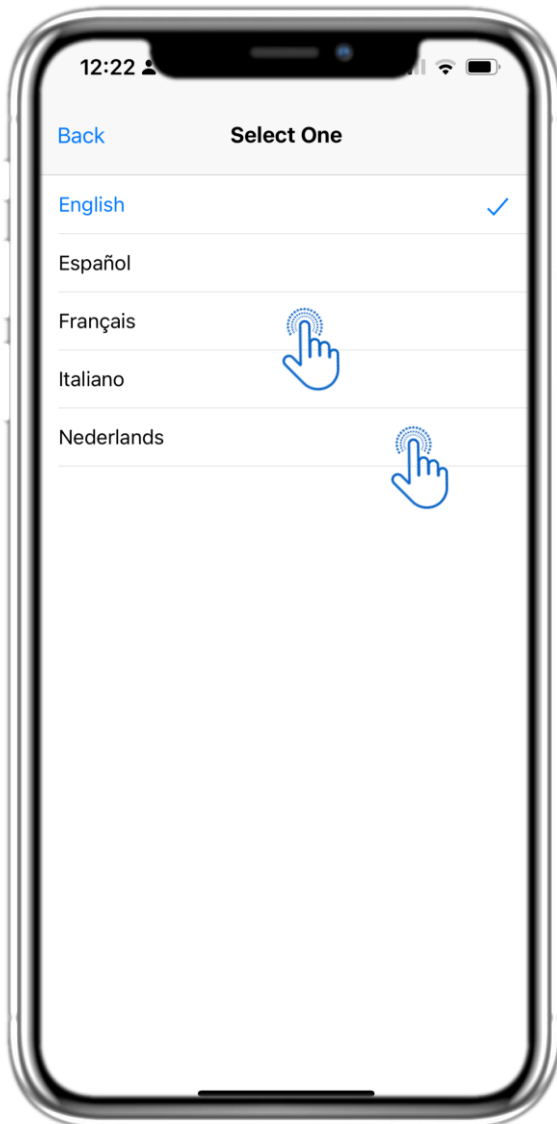 12:22
Back Select One
English
Español
Français
Italiano
Nederlands